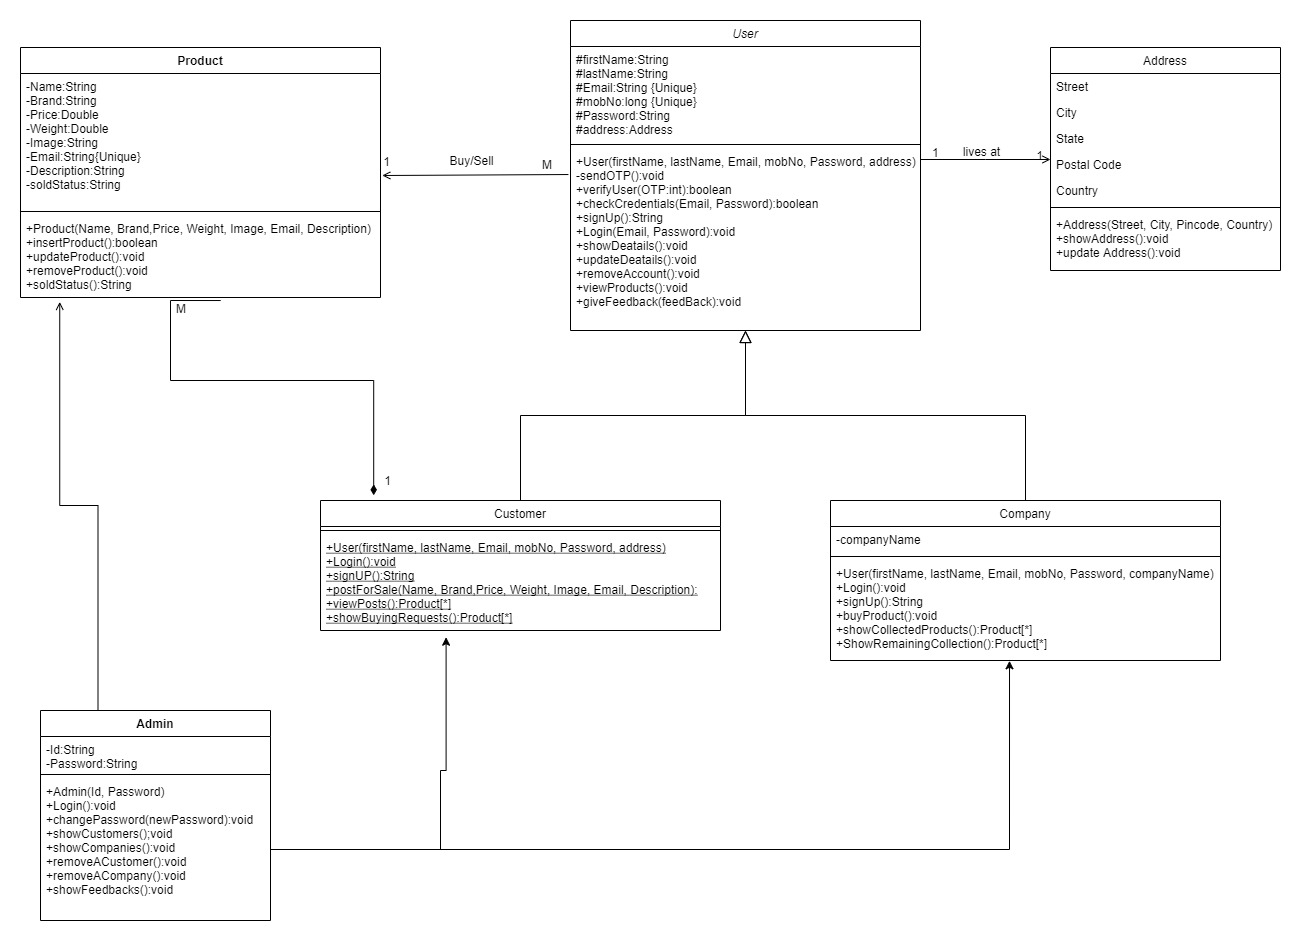 Product
-Name:String
-Brand:String
-Price:Double
-Weight:Double
-Image:String
-Email:String{Unique}
-Description:String
-soldStatus:String
+Product(Name, Brand,Price, Weight, Image, Email, Description)
+insertProduct():boolean
+updateProduct():void
+removeProduct():void
+soldStatus():String
1
Buy/Sell
M
User
#firstName:String
#lastName:String
#Email:String {Unique}
#mobNo:long {Unique}
#Password:String
#address:Address
+User(firstName, lastName, Email, mobNo, Password, address)
-sendOTP():void
+verifyUser(OTP:int):boolean
+checkCredentials(Email, Password):boolean
+signUp():String
+Login(Email, Password):void
+showDeatails():void
+updateDeatails():void
+removeAccount():void
+viewProducts():void
+giveFeedback(feedBack):void
1
lives at
1
Address
Street
City
State
Postal Code
Country
+Address(Street, City, Pincode, Country)
+showAddress():void
+update Address():void
M
1
Customer
+User(firstName, lastName, Email, mobNo, Password, address)
+Login():void
+signUP():String
+postForSale(Name, Brand,Price, Weight, Image, Email, Description):
+viewPosts():Product[*]
+showBuyingRequests():Product[*]
Company
-companyName
+User(firstName, lastName, Email, mobNo, Password, companyName)
+Login():void
+signUp():String
+buyProduct():void
+showCollectedProducts():Product[*]
+ShowRemainingCollection():Product[*]
Admin
-Id:String
-Password:String
+Admin(Id, Password)
+Login():void
+changePassword(newPassword):void
+showCustomers();void
+showCompanies():void
+removeACustomer():void
+removeACompany():void
+showFeedbacks():void